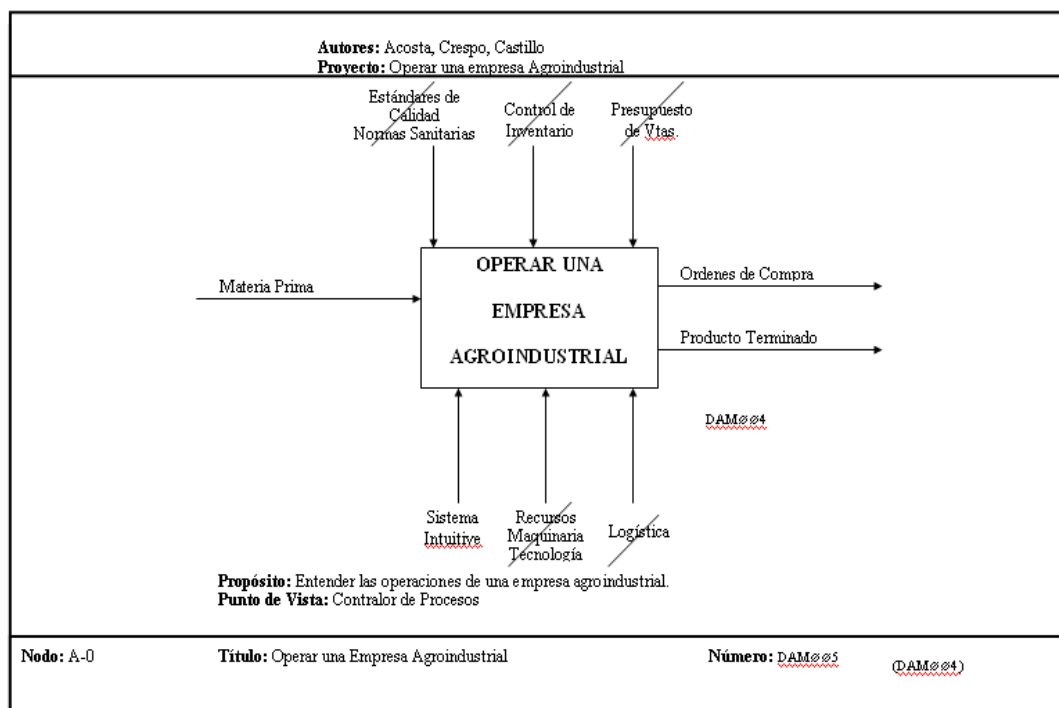 Autores: Acosta, Crespo, Castillo
Proyecto: Operar una empresa Agroindustrial
Estándares de
Calidad
Normas Sanitarias
Control de
Inventario
Presupuesto
de Vtas.
OPERAR UNA
EMPRESA
AGROINDUSTRIAL
Materia Prima
Ordenes de Compra
Producto Terminado
DAMØØ4
Sistema
Intuitive
Recursos
Maquinaria
Tecnología
Logística
Propósito: Entender las operaciones de una empresa agroindustrial.
Punto de Vista: Contralor de Procesos
Nodo: A-0
Título: Operar una Empresa Agroindustrial
Número: DAMØØ5
(DAMØØ4)